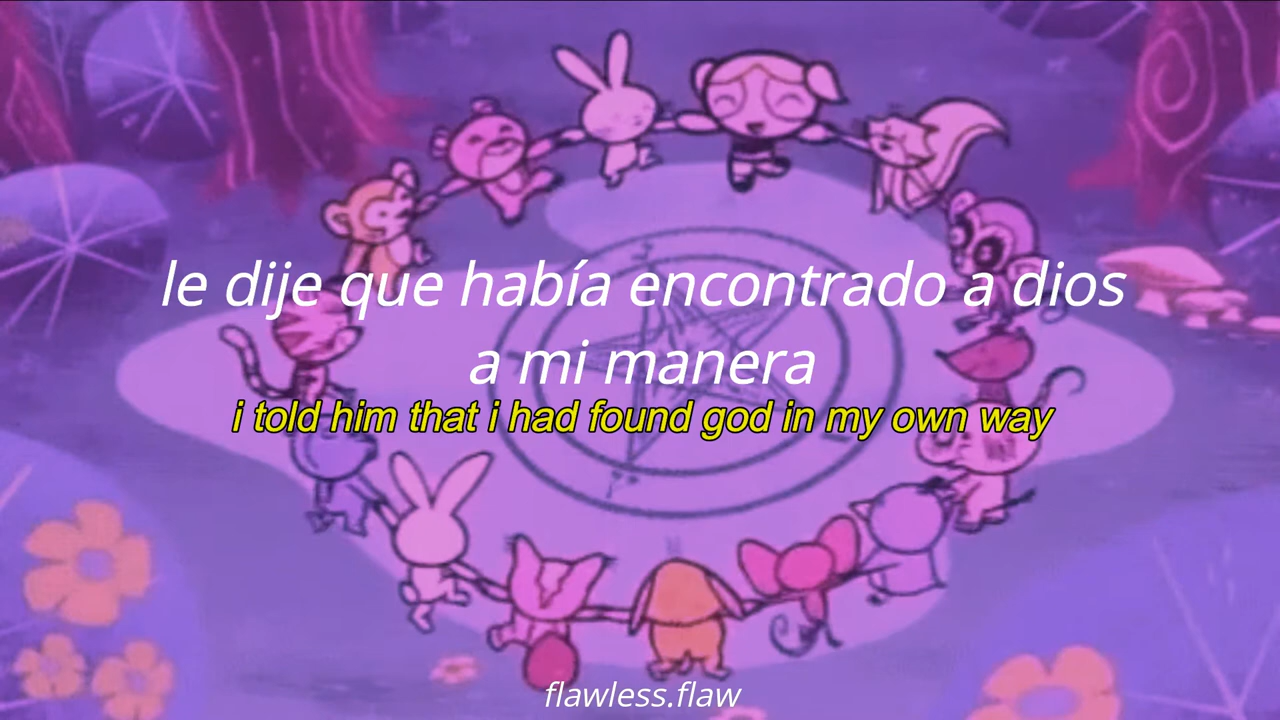 le dije que había encontrado a dios
a mi manera
i told him that i had found god in my own way
flawless.flaw